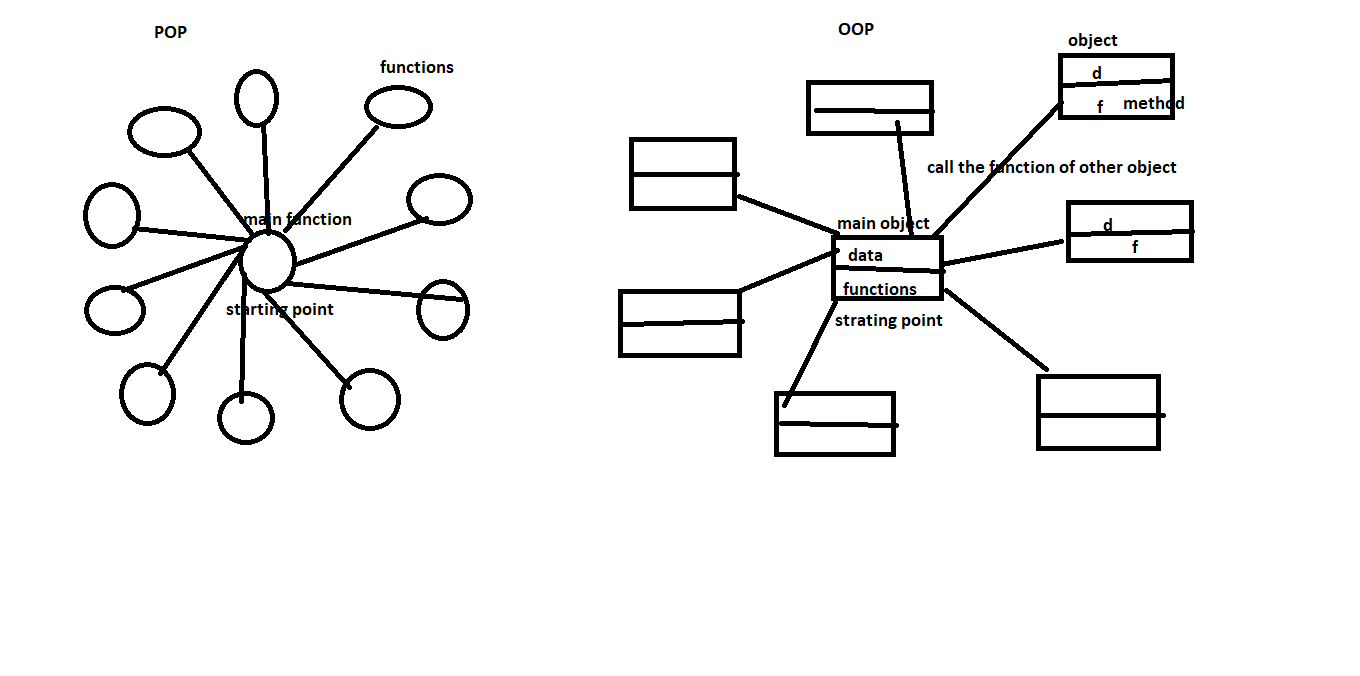 POP
functions
main function
starting point
OOP
object
d
f method
call the function of other object
main object
data
functions
strating point
d
f